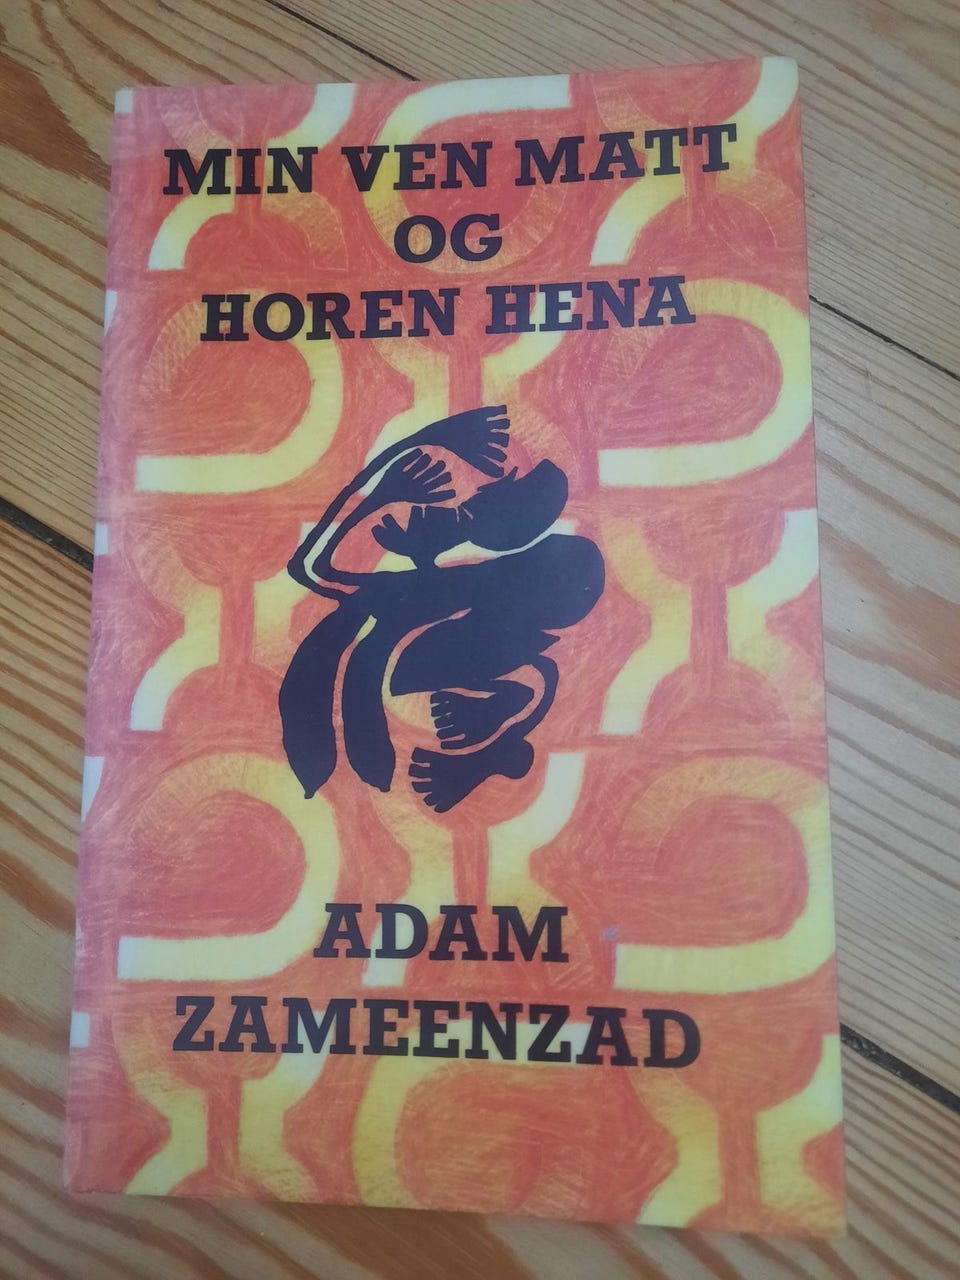 MIN VEN MATT
OG
HOREN HENA
ADAM
ZAMEENZAD